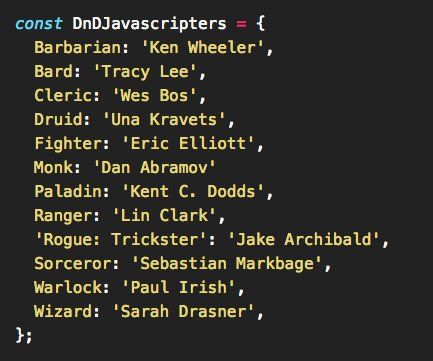 const DnDJavascripters = {
Barbarian: 'Ken Wheeler',
Bard: 'Tracy Lee',
Cleric: 'Wes Bos',
Druid: 'Una Kravets',
Fighter: 'Eric Elliott',
Monk: 'Dan Abramov'
Paladin: 'Kent C. Dodds',
Ranger: 'Lin Clark',
'Rogue: Trickster': 'Jake Archibald',
Sorceror: 'Sebastian Markbage',
Warlock: 'Paul Irish',
Wizard: 'Sarah Drasner',
};